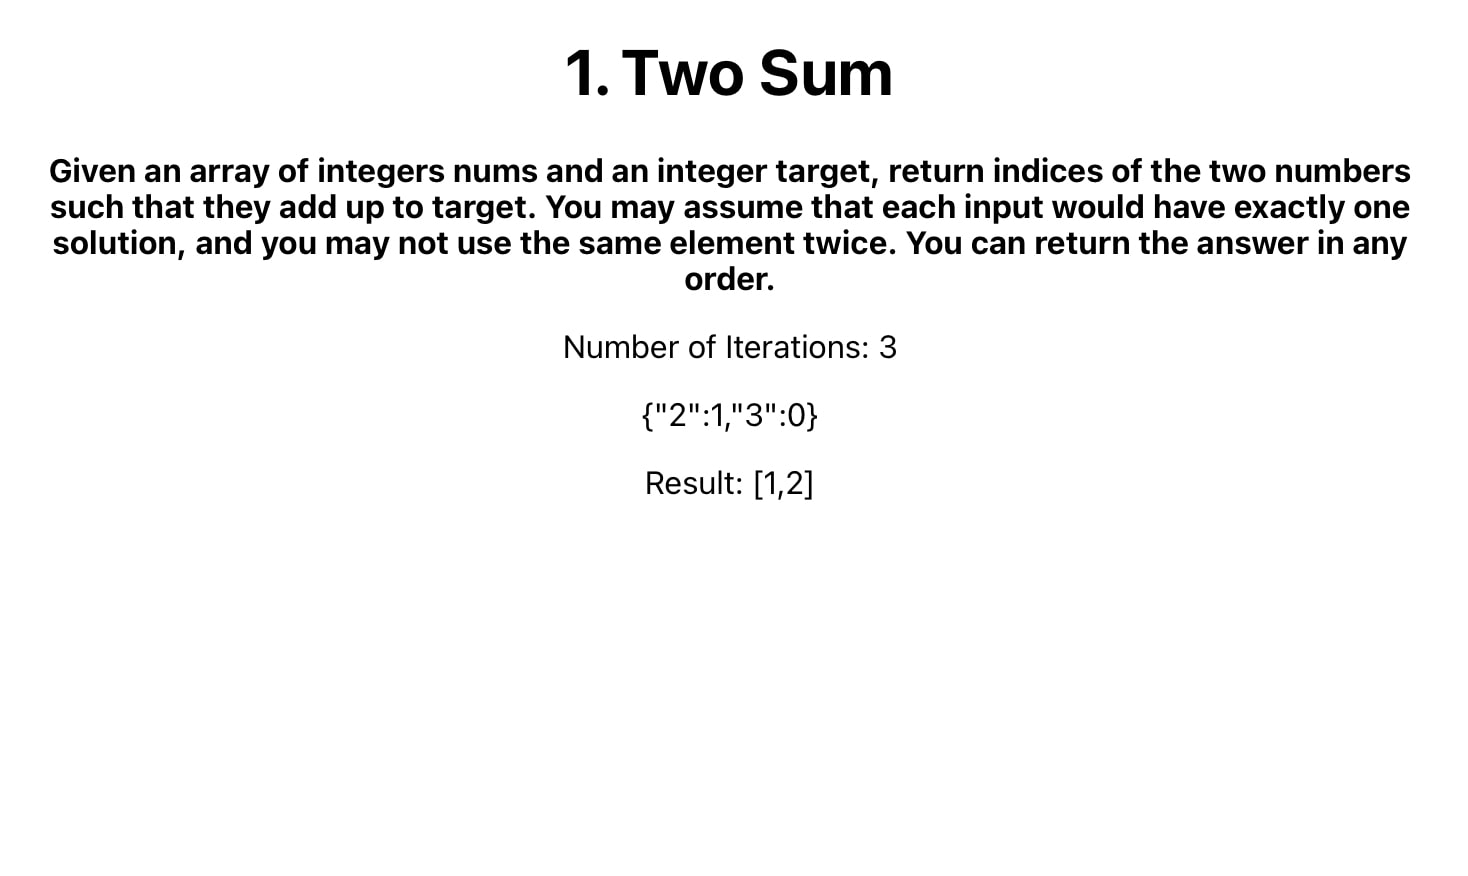 1. Two Sum
Given an array of integers nums and an integer target, return indices of the two numbers
such that they add up to target. You may assume that each input would have exactly one
solution, and you may not use the same element twice. You can return the answer in any
order.
Number of Iterations: 3
{"2":1,"3":0}
Result: [1,2]